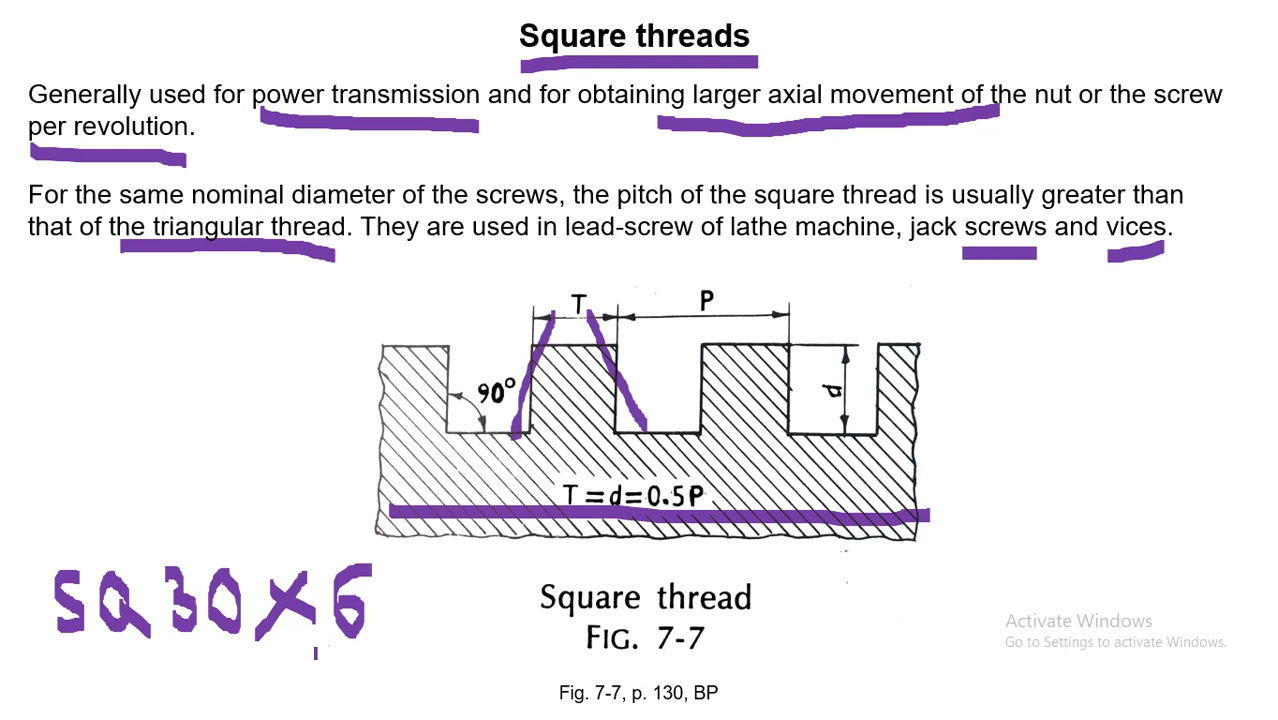 Square threads
Generally used for power transmission and for obtaining larger axial movement of the nut or the screw
per revolution.
For the same nominal diameter of the screws, the pitch of the square thread is usually greater than
that of the triangular thread. They are used in lead-screw of lathe machine, jack screws and vices.
T P
90° d
T = d = 0.5P
SQ 30 × 6
Square thread
FIG. 7-7
Activate Windows
Go to Settings to activate Windows.
Fig. 7-7, p. 130, BP